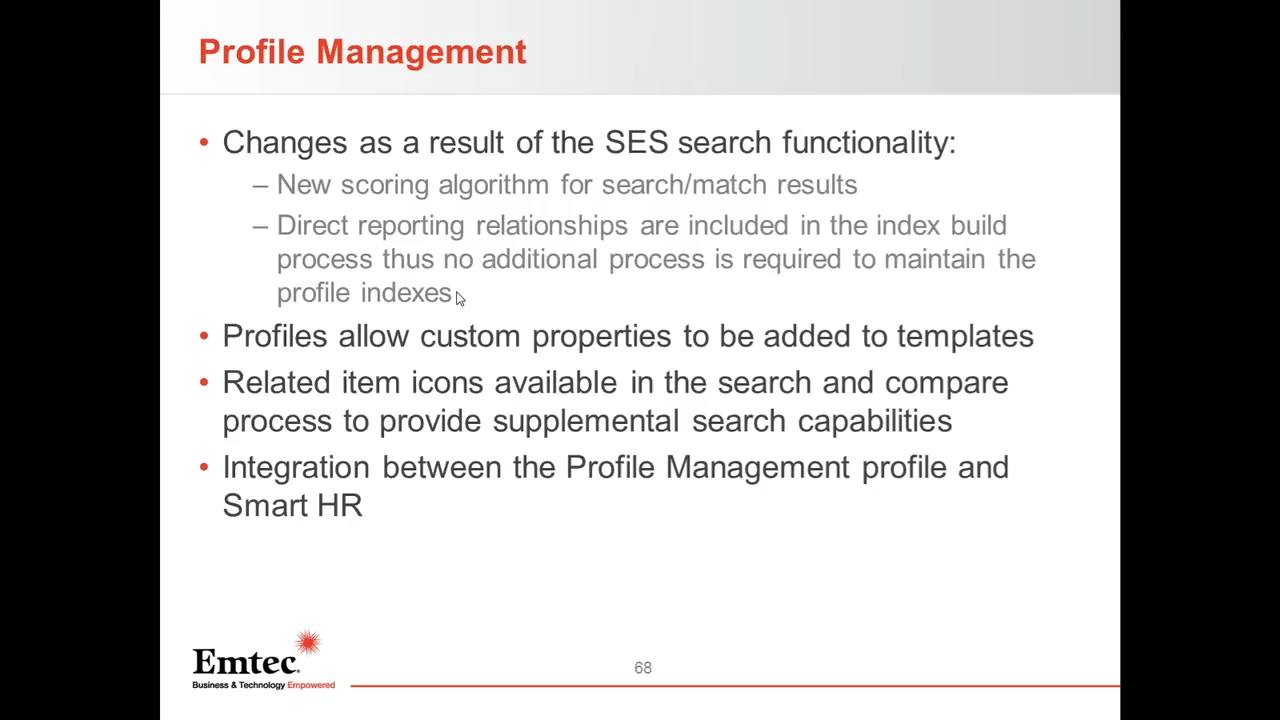 Profile Management
• Changes as a result of the SES search functionality:
– New scoring algorithm for search/match results
– Direct reporting relationships are included in the index build
process thus no additional process is required to maintain the
profile indexes
• Profiles allow custom properties to be added to templates
• Related item icons available in the search and compare
process to provide supplemental search capabilities
• Integration between the Profile Management profile and
Smart HR
Emtec
Business & Technology Empowered
68